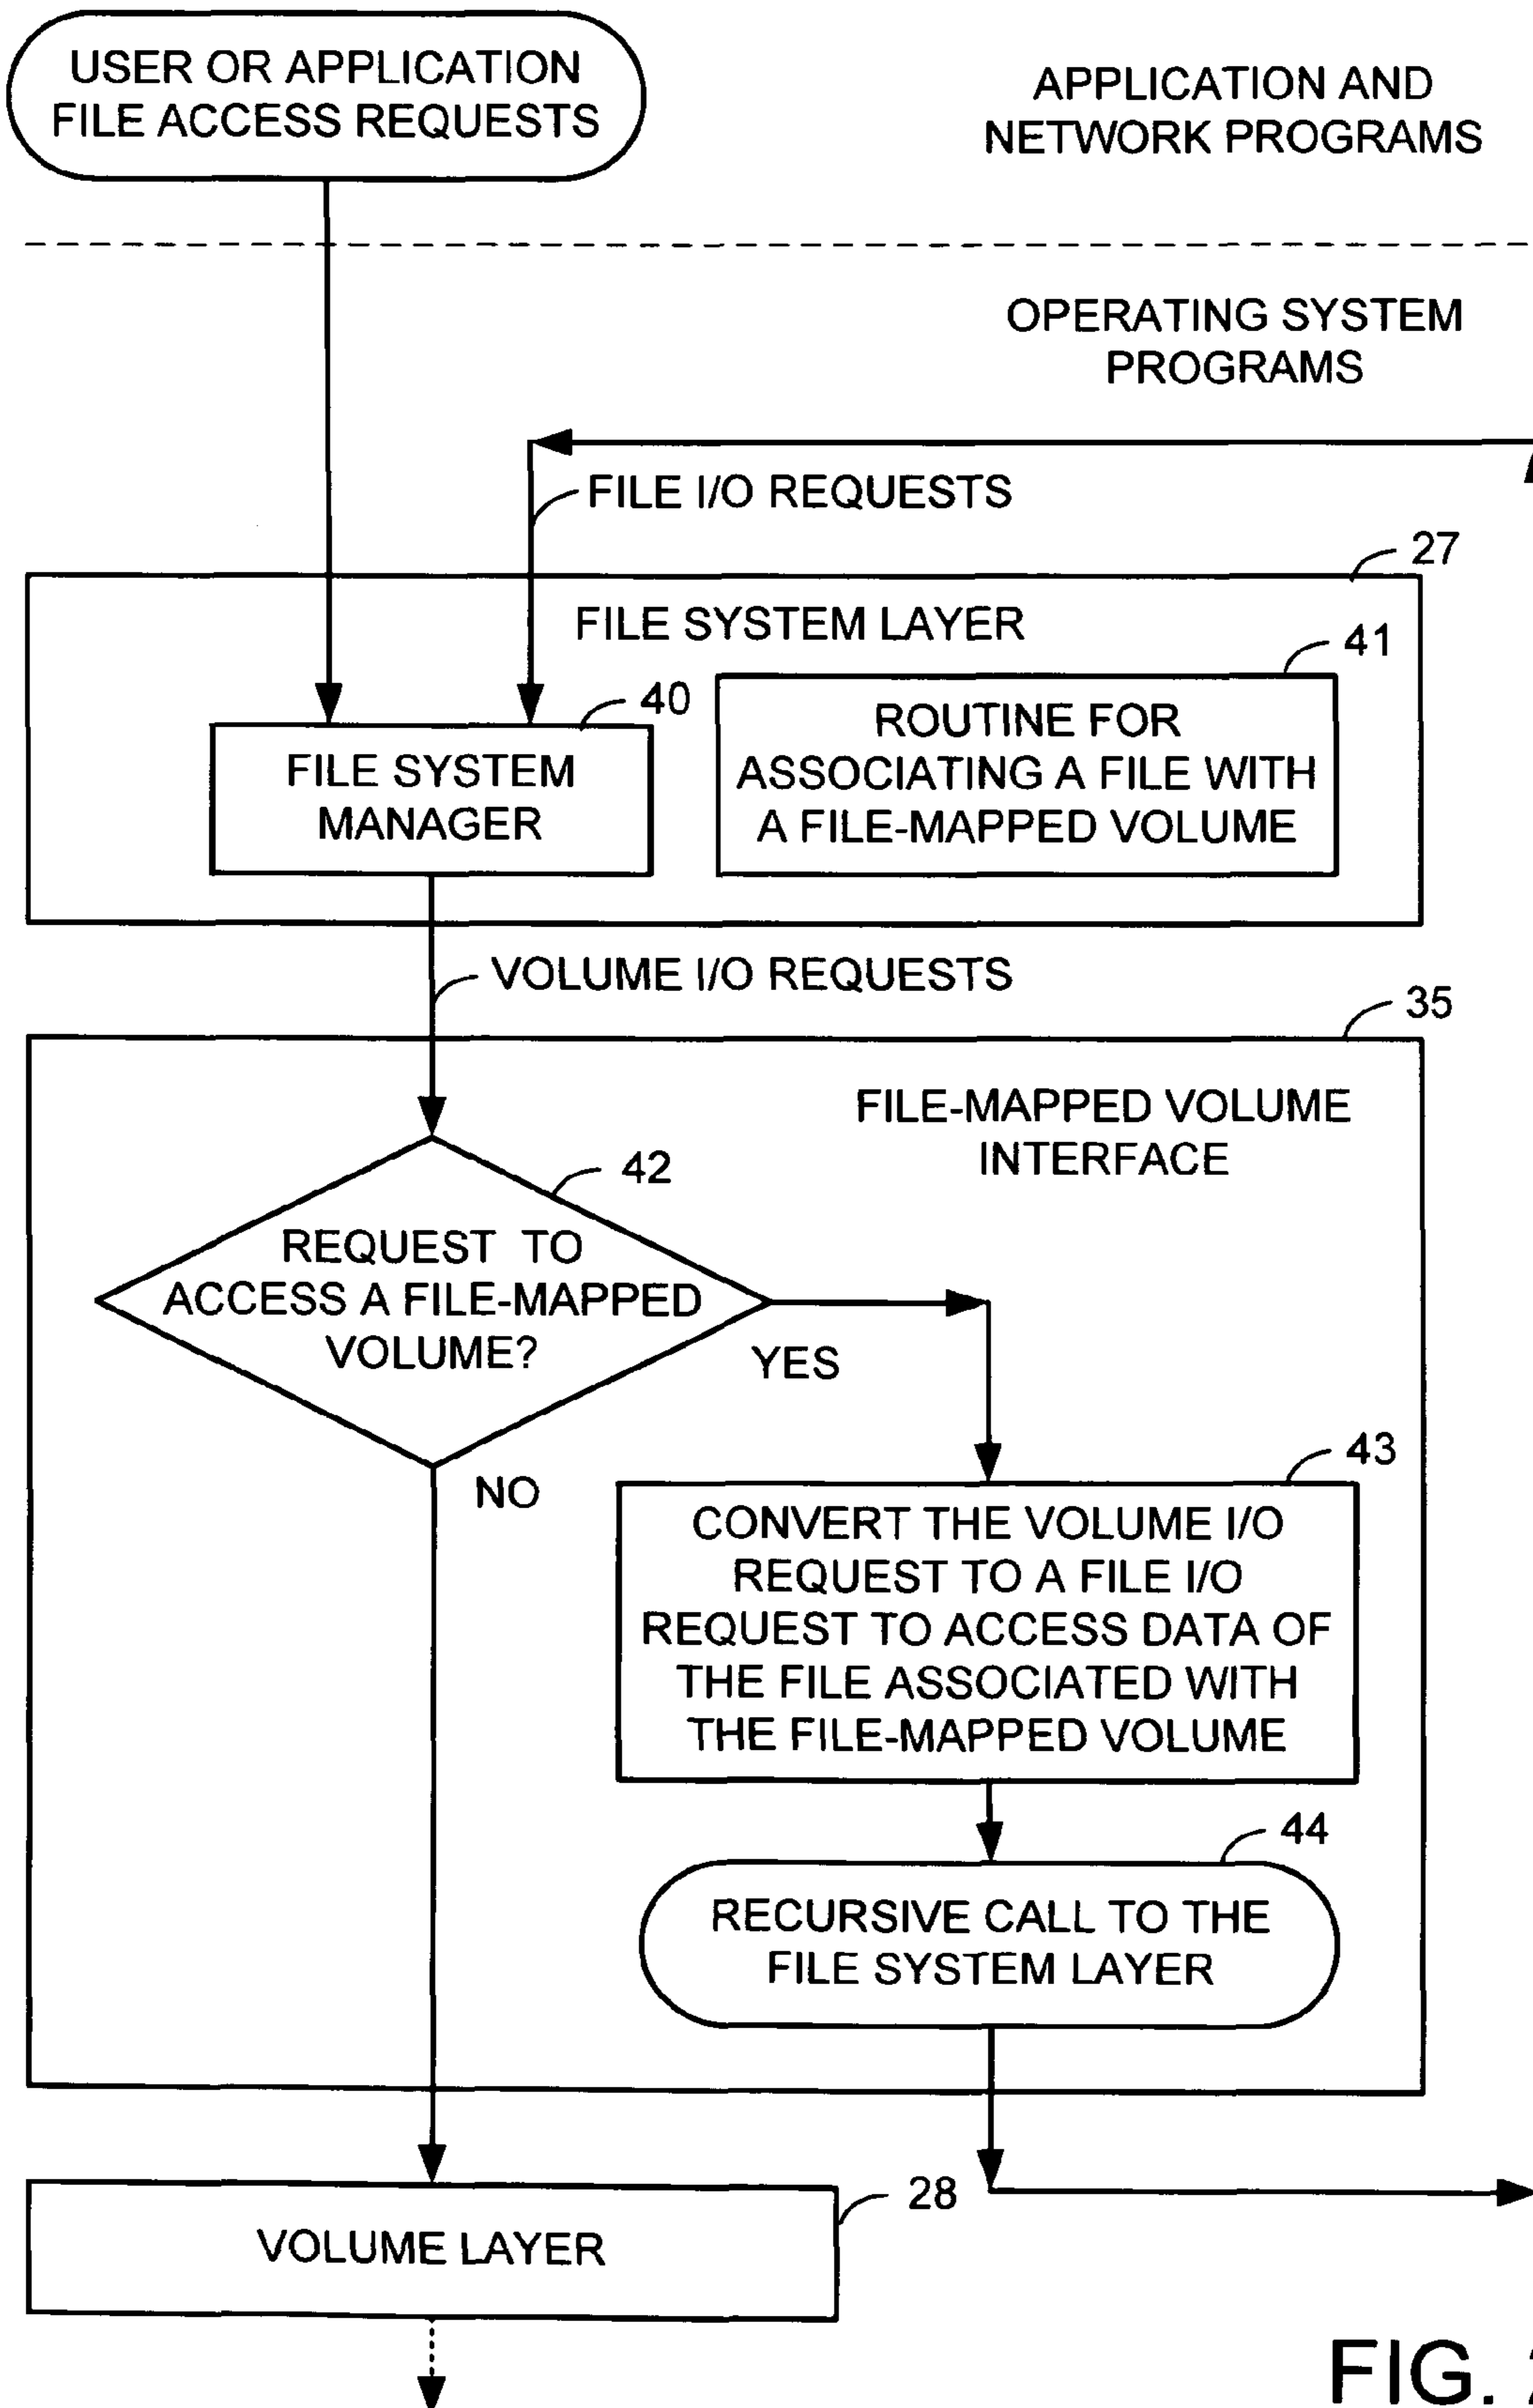 USER OR APPLICATION
FILE ACCESS REQUESTS
APPLICATION AND
NETWORK PROGRAMS
OPERATING SYSTEM
PROGRAMS
FILE I/O REQUESTS
27
FILE SYSTEM LAYER
41
40
FILE SYSTEM
MANAGER
ROUTINE FOR
ASSOCIATING A FILE WITH
A FILE-MAPPED VOLUME
VOLUME I/O REQUESTS
35
FILE-MAPPED VOLUME
INTERFACE
42
REQUEST TO
ACCESS A FILE-MAPPED
VOLUME?
YES
NO
43
CONVERT THE VOLUME I/O
REQUEST TO A FILE I/O
REQUEST TO ACCESS DATA OF
THE FILE ASSOCIATED WITH
THE FILE-MAPPED VOLUME
44
RECURSIVE CALL TO THE
FILE SYSTEM LAYER
28
VOLUME LAYER
FIG.